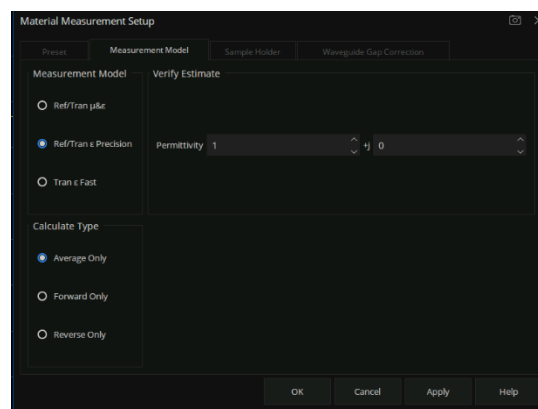 Material Measurement Setup
Preset Measurement Model Sample Holder Waveguide Gap Correction
Measurement Model
Ref/Tran μ&ε
Ref/Tran ε Precision
Tran ε Fast
Verify Estimate
Permittivity 1 +j 0
Calculate Type
Average Only
Forward Only
Reverse Only
OK Cancel Apply Help